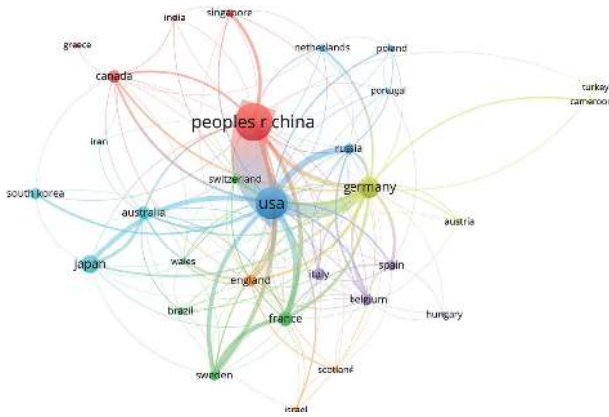 india
singapore
greece
canada
netherlands
poland
portugal
turkey
cameroon
peoples r china
iran
russia
switzerland
germany
south korea
usa
australia
austria
japan
wales
spain
italy
england
belgium
brazil
hungary
france
sweden
scotland
israel